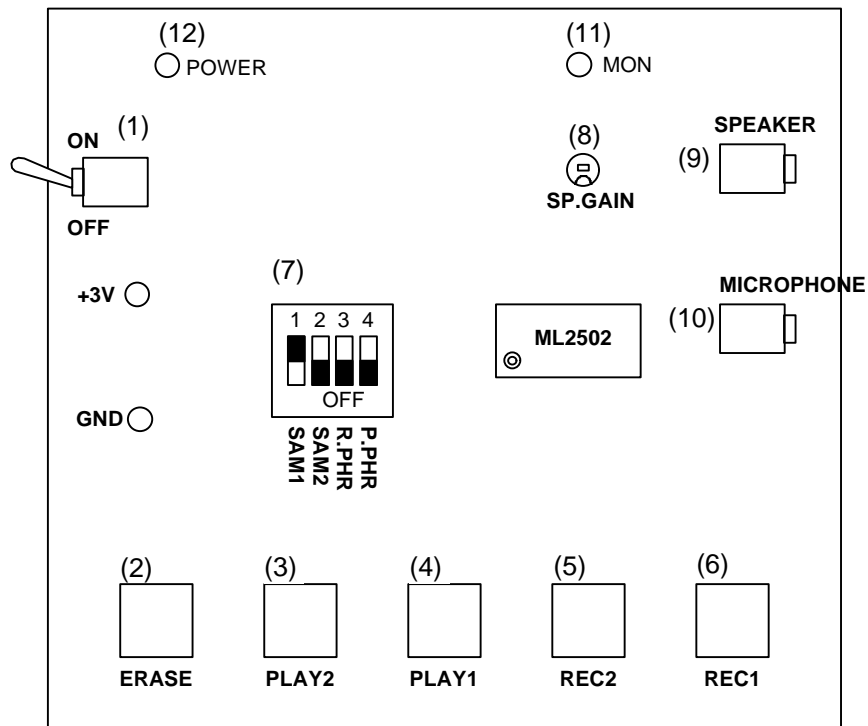 (12)
POWER
(11)
MON
(1)
ON
OFF
(8)
SP.GAIN
SPEAKER
(9)
+3V
(7)
1 2 3 4
OFF
SAM1
SAM2
R.PHR
P.PHR
ML2502
MICROPHONE
(10)
GND
(2)
ERASE
(3)
PLAY2
(4)
PLAY1
(5)
REC2
(6)
REC1